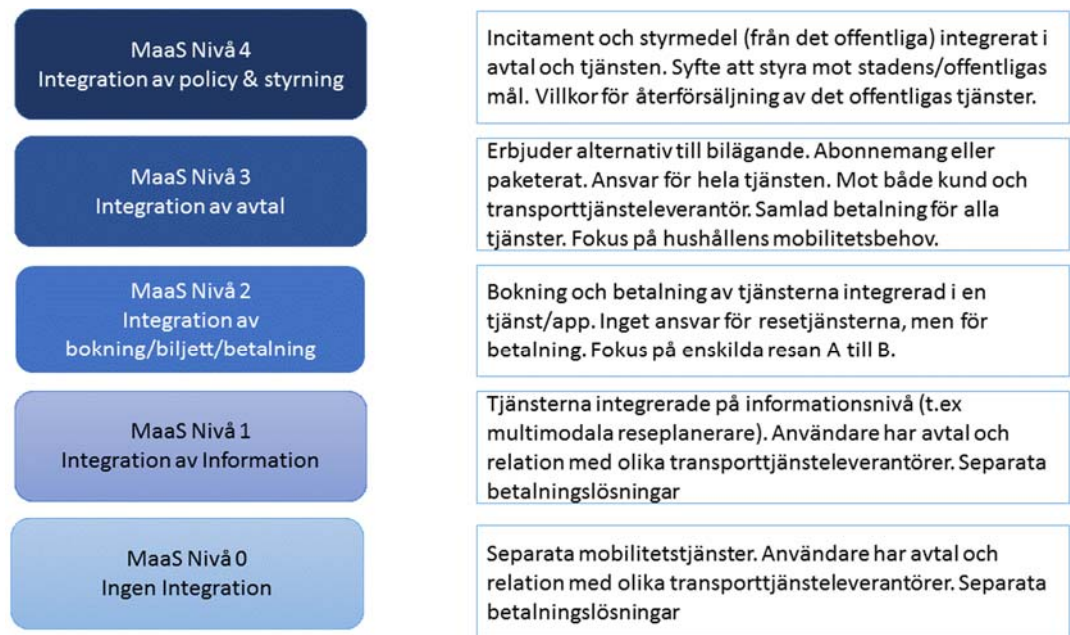 MaaS Nivå 4
Integration av policy & styrning
Incitament och styrmedel (från det offentliga) integrerat i
avtal och tjänsten. Syfte att styra mot stadens/offentligas
mål. Villkor för återförsäljning av det offentligas tjänster.
MaaS Nivå 3
Integration av avtal
Erbjuder alternativ till bilägande. Abonnemang eller
paketerat. Ansvar för hela tjänsten. Mot både kund och
transporttjänsteleverantör. Samlad betalning för alla
tjänster. Fokus på hushållens mobilitetsbehov.
MaaS Nivå 2
Integration av
bokning/biljett/betalning
Bokning och betalning av tjänsterna integrerad i en
tjänst/app. Inget ansvar för resetjänsterna, men för
betalning. Fokus på enskilda resan A till B.
MaaS Nivå 1
Integration av Information
Tjänsterna integrerade på informationsnivå (t.ex
multimodala reseplanerare). Användare har avtal och
relation med olika transporttjänsteleverantörer. Separata
betalningslösningar
MaaS Nivå 0
Ingen Integration
Separata mobilitetstjänster. Användare har avtal och
relation med olika transporttjänsteleverantörer. Separata
betalningslösningar